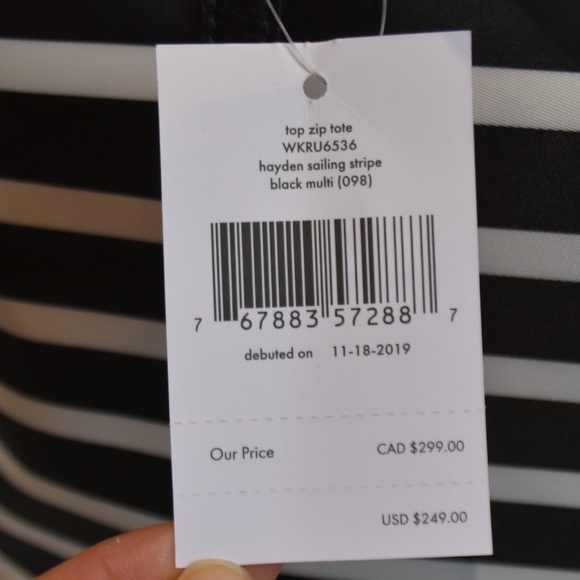 top zip tote
WKRU6536
hayden sailing stripe
black multi (098)
7 67883 57288 7
debuted on 11-18-2019
Our Price CAD $299.00
USD $249.00